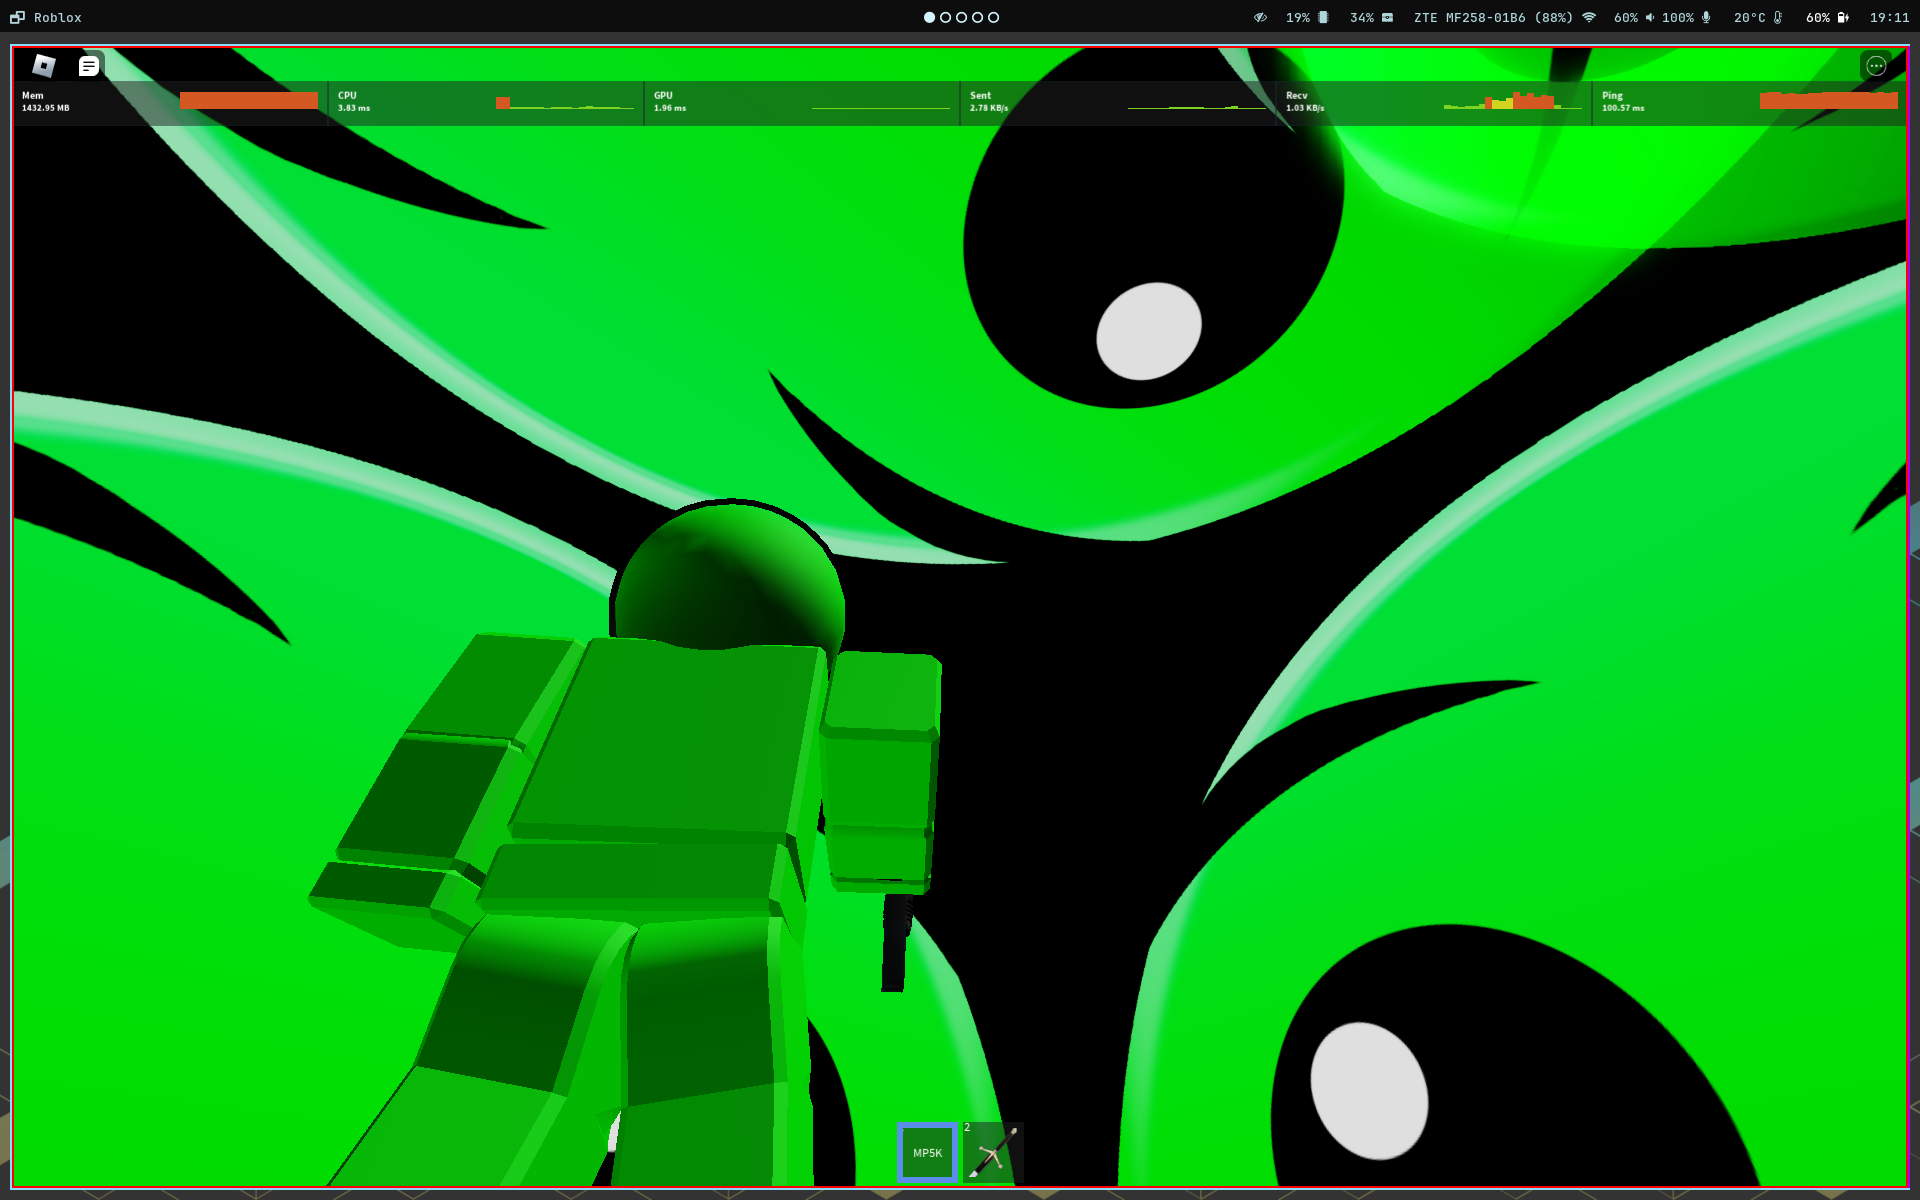 Roblox
19%
34%
ZTE MF258-01B6 (88%)
60%
100%
20°C
60%
19:11
Mem
1432.95 MB
CPU
3.83 ms
GPU
1.96 ms
Sent
2.78 KB/s
Recv
1.03 KB/s
Ping
100.57 ms
MP5K
2